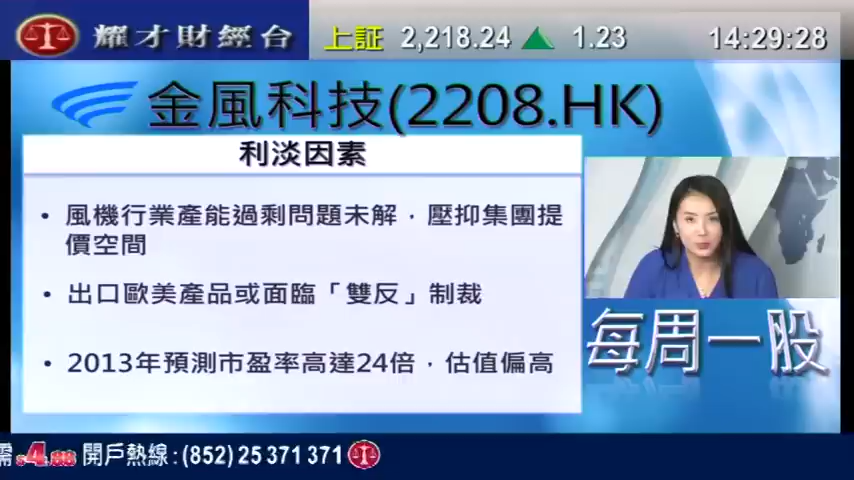 耀才財經台
上証 2,218.24 1.23 14:29:28
金風科技(2208.HK)
利淡因素
• 風機行業產能過剩問題未解，壓抑集團提
價空間
• 出口歐美產品或面臨「雙反」制裁
• 2013年預測市盈率高達24倍，估值偏高
每周一股
開戶熱線：(852) 25 371 371